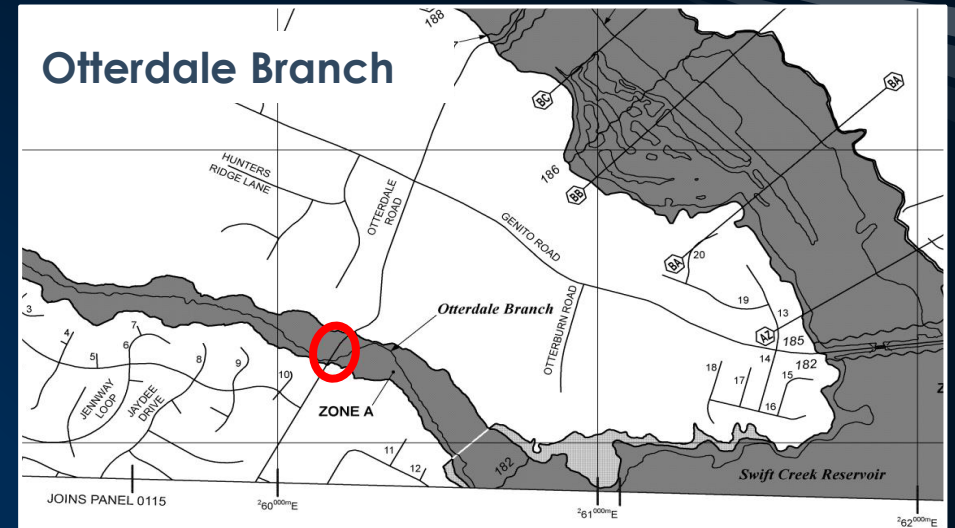 Otterdale Branch
188
BC
BA
HUNTERS
RIDGE LANE
186
BB
OTTERDALE
ROAD
GENITO ROAD
BA
20
19
13
Otterdale Branch
OTTERBURN ROAD
AZ
185
14
182
3
4
7
6
5
8
9
10
18
17
15
16
JENNWAY
LOOP
JAYDEE
DRIVE
ZONE A
11
12
182
Swift Creek Reservoir
JOINS PANEL 0115
260000mE
261000mE
262000mE